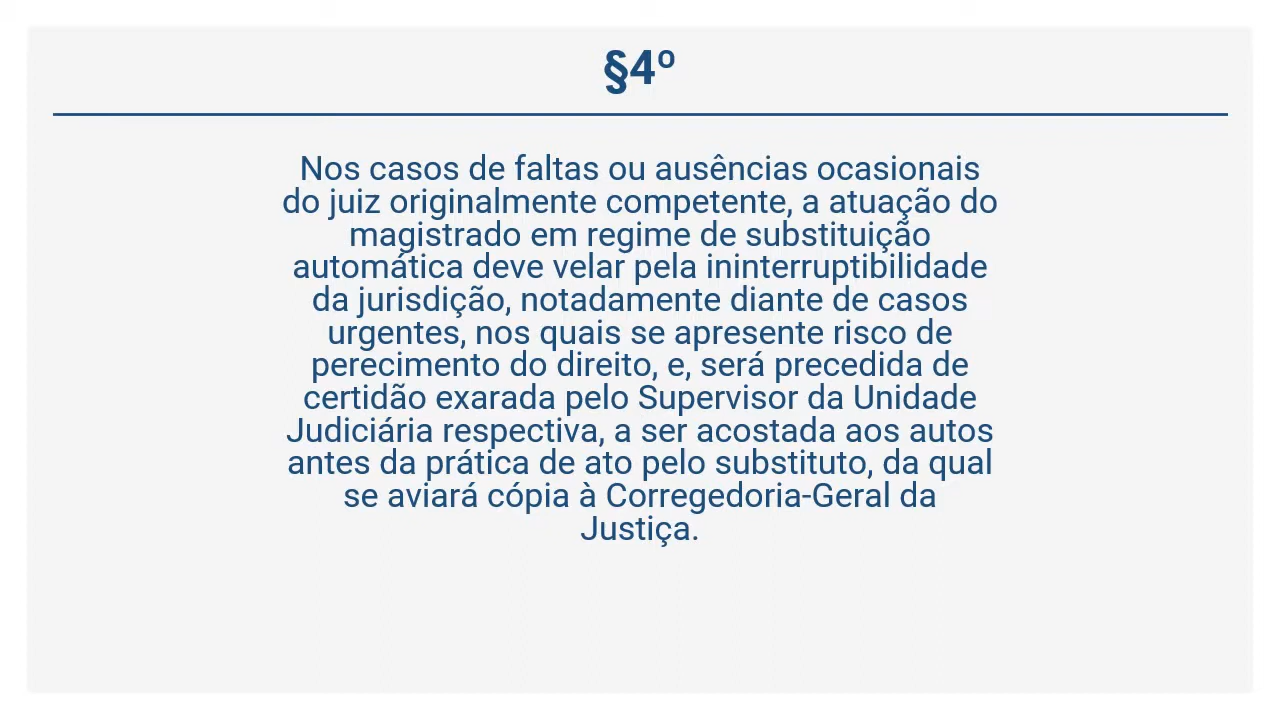 §4º
Nos casos de faltas ou ausências ocasionais
do juiz originalmente competente, a atuação do
magistrado em regime de substituição
automática deve velar pela ininterruptibilidade
da jurisdição, notadamente diante de casos
urgentes, nos quais se apresente risco de
perecimento do direito, e, será precedida de
certidão exarada pelo Supervisor da Unidade
Judiciária respectiva, a ser acostada aos autos
antes da prática de ato pelo substituto, da qual
se aviará cópia à Corregedoria-Geral da
Justiça.